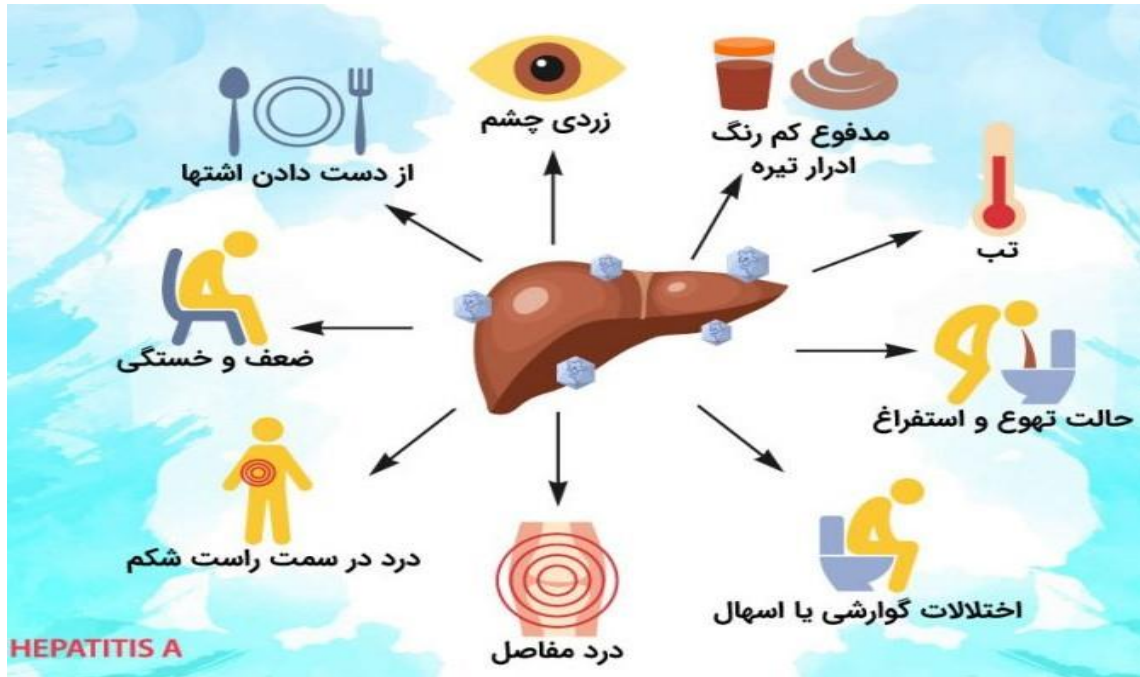 زردی چشم
مدفوع کم رنگ
ادرار تیره
از دست دادن اشتها
تب
ضعف و خستگی
حالت تهوع و استفراغ
درد در سمت راست شکم
اختلالات گوارشی یا اسهال
درد مفاصل
HEPATITIS A